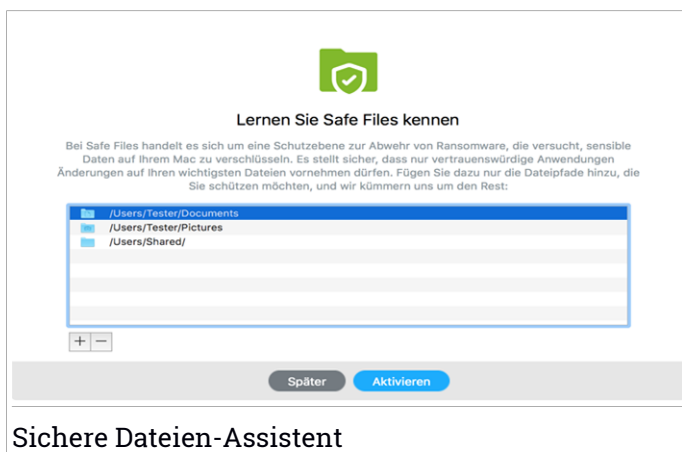 Lernen Sie Safe Files kennen
Bei Safe Files handelt es sich um eine Schutzebene zur Abwehr von Ransomware, die versucht, sensible
Daten auf Ihrem Mac zu verschlüsseln. Es stellt sicher, dass nur vertrauenswürdige Anwendungen
Änderungen auf Ihren wichtigsten Dateien vornehmen dürfen. Fügen Sie dazu nur die Dateipfade hinzu, die
Sie schützen möchten, und wir kümmern uns um den Rest:
/Users/Tester/Documents
/Users/Tester/Pictures
/Users/Shared/
+ −
Später Aktivieren
Sichere Dateien-Assistent